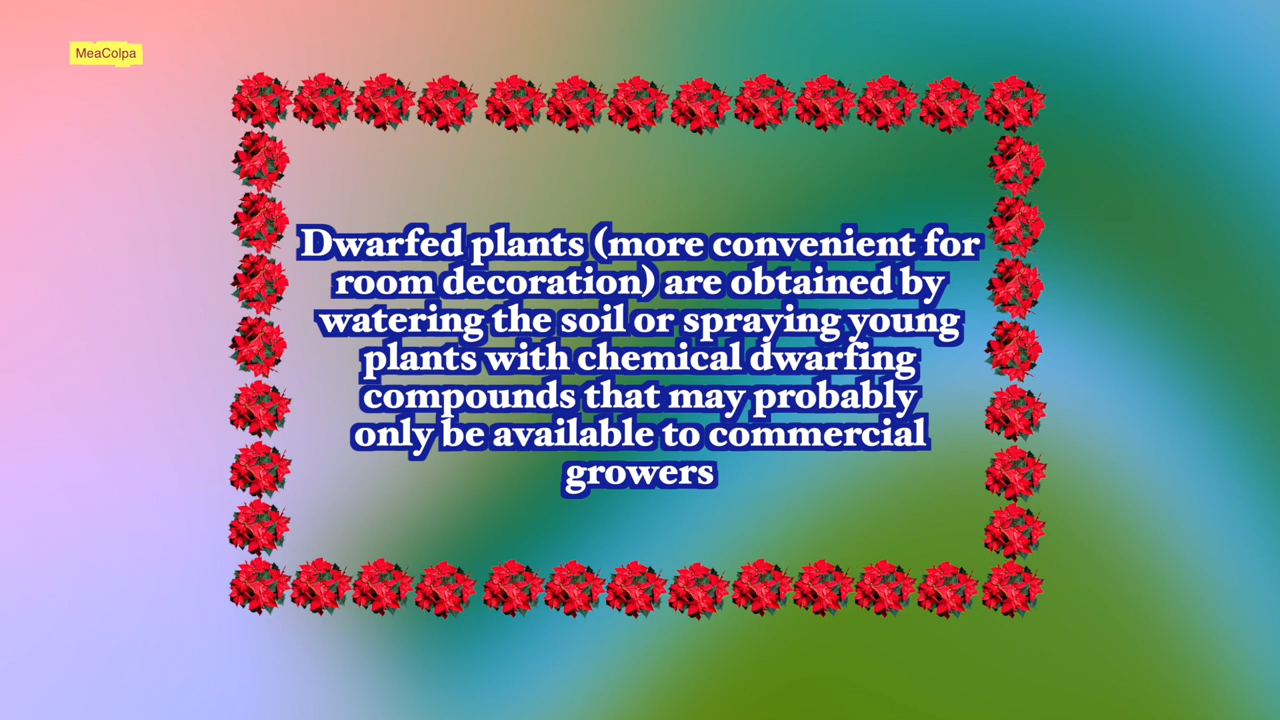 MeaColpa
Dwarfed plants (more convenient for
room decoration) are obtained by
watering the soil or spraying young
plants with chemical dwarfing
compounds that may probably
only be available to commercial
growers